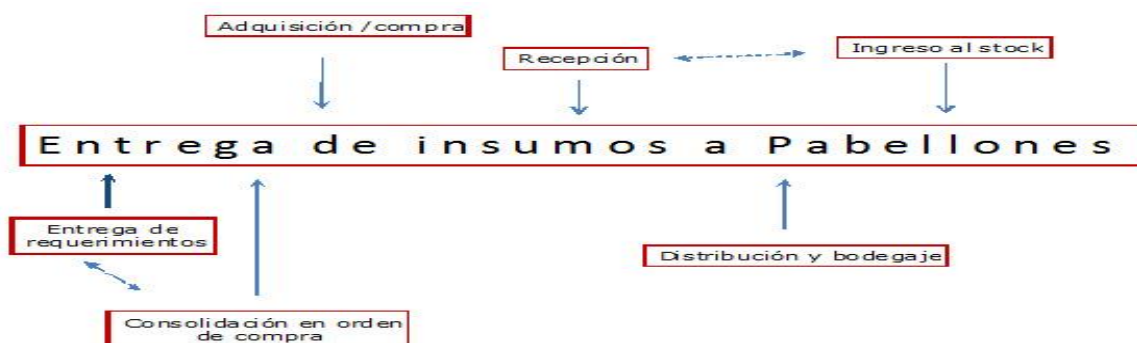 Adquisición /compra
Recepción
Ingreso al stock
Entrega de insumos a Pabellones
Entrega de
requerimientos
Distribución y bodegaje
Consolidación en orden
de compra